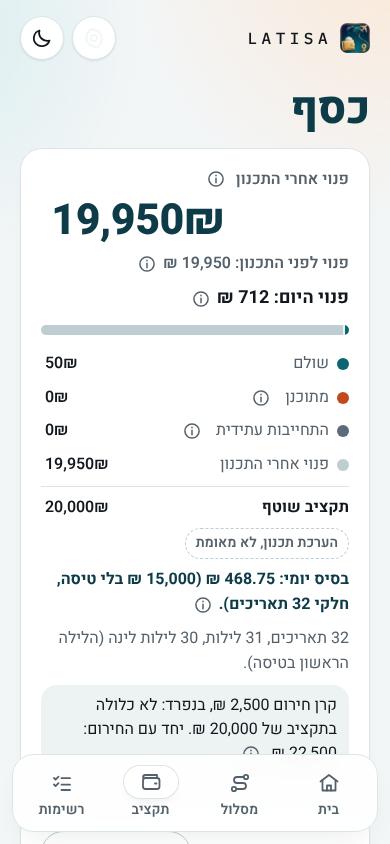 LATISA
כסף
פנוי אחרי התכנון
19,950₪
פנוי לפני התכנון: 19,950 ₪
פנוי היום: 712 ₪
שולם 50₪
מתוכנן 0₪
התחייבות עתידית 0₪
פנוי אחרי התכנון 19,950₪
תקציב שוטף 20,000₪
הערכת תכנון, לא מאומת
בסיס יומי: 468.75 ₪ (15,000 ₪ בלי טיסה,
חלקי 32 תאריכים).
32 תאריכים, 31 לילות, 30 לילות לינה (הלילה
הראשון בטיסה).
קרן חירום 2,500 ₪, בנפרד: לא כלולה
בתקציב של 20,000 ₪. יחד עם החירום:
22,500 ₪
בית
מסלול
תקציב
רשימות